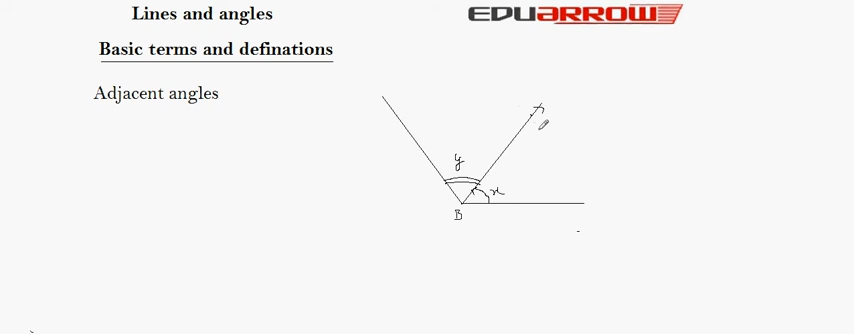 Lines and angles
EDUARROW
Basic terms and definations
Adjacent angles
y
x
B